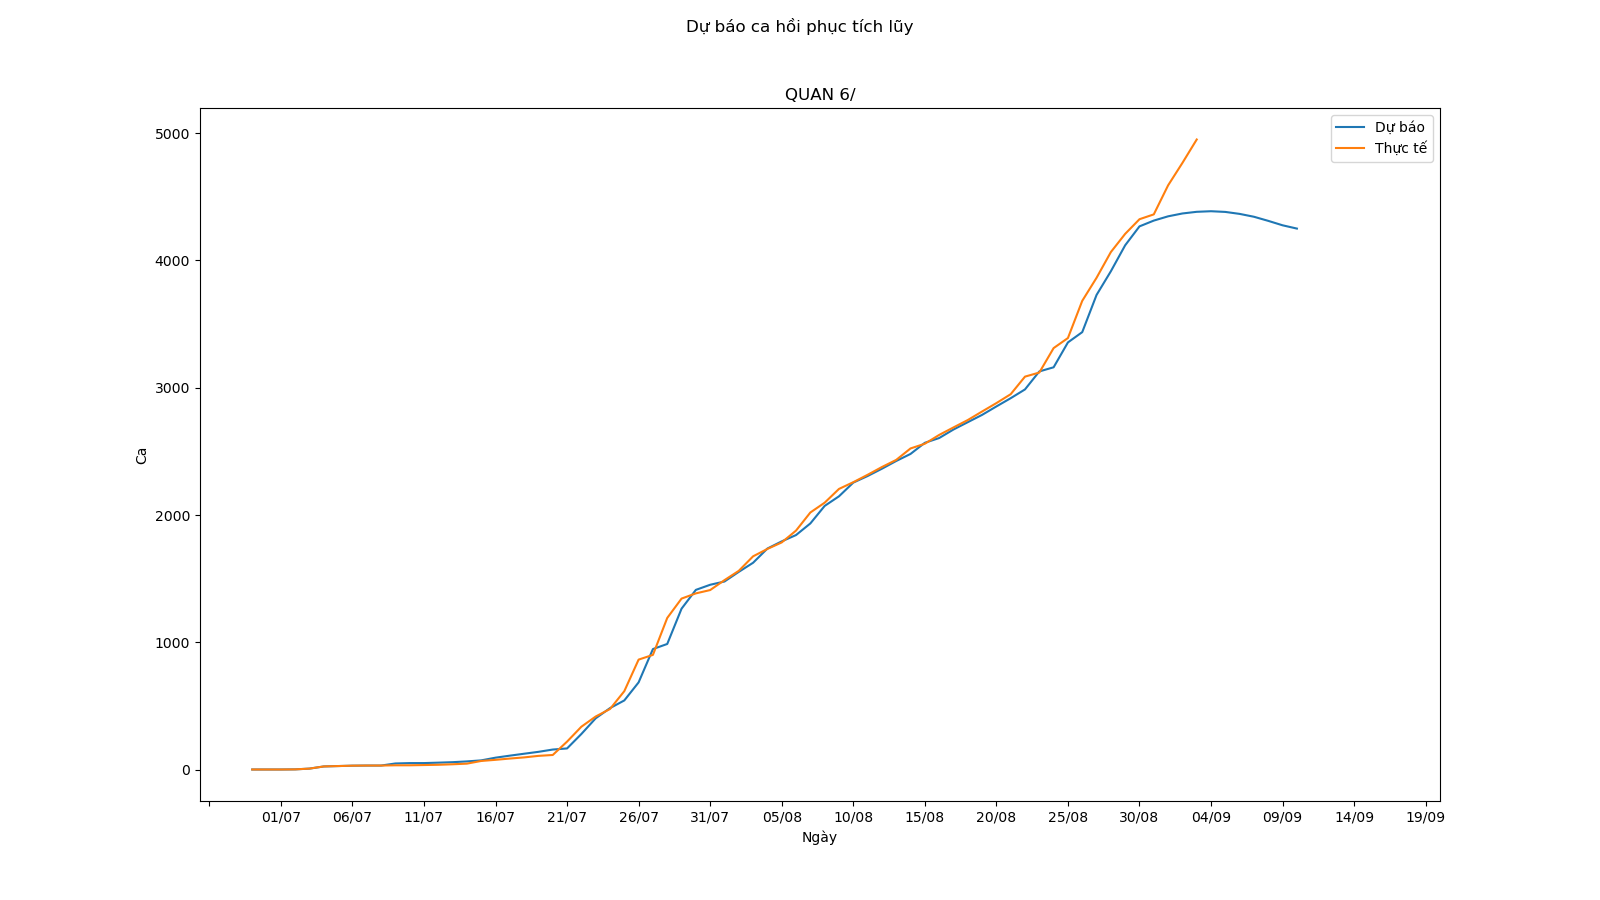 Dự báo ca hồi phục tích lũy
QUAN 6/
Dự báo
Thực tế
5000
4000
3000
2000
1000
0
Ca
01/07 06/07 11/07 16/07 21/07 26/07 31/07 05/08 10/08 15/08 20/08 25/08 30/08 04/09 09/09 14/09 19/09
Ngày